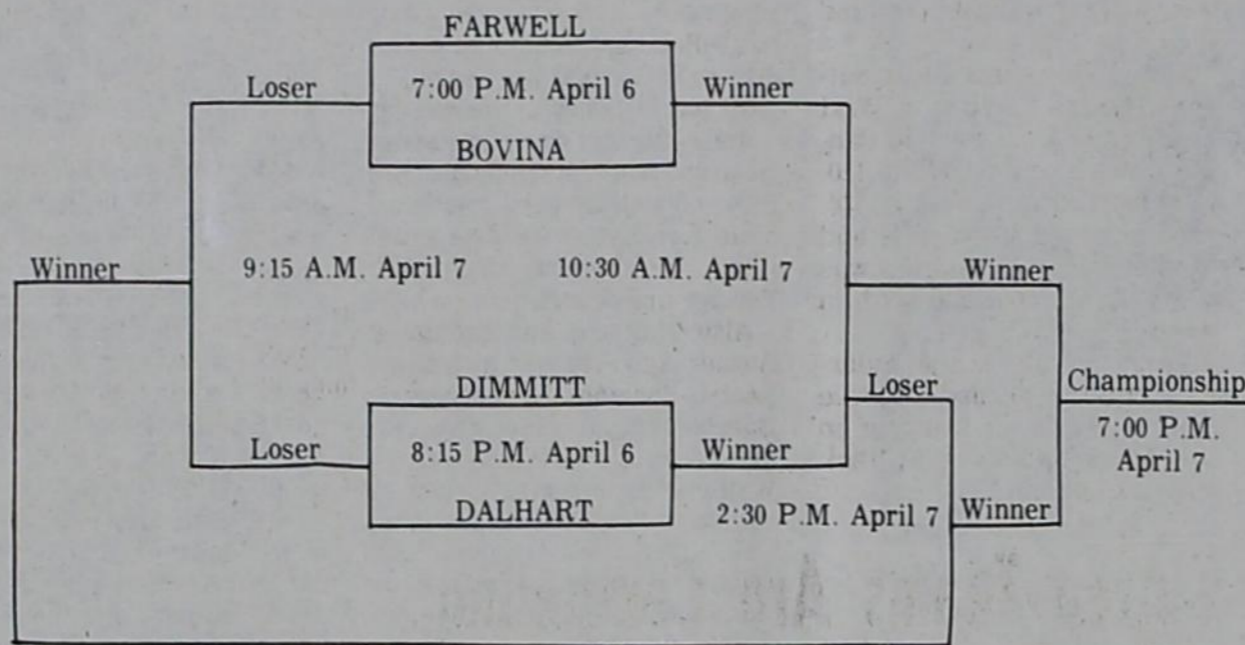 FARWELL
Loser
7:00 P.M. April 6
Winner
BOVINA
Winner
9:15 A.M. April 7
10:30 A.M. April 7
Winner
DIMMITT
Loser
Championship
Loser
8:15 P.M. April 6
Winner
7:00 P.M.
April 7
DALHART
2:30 P.M. April 7
Winner